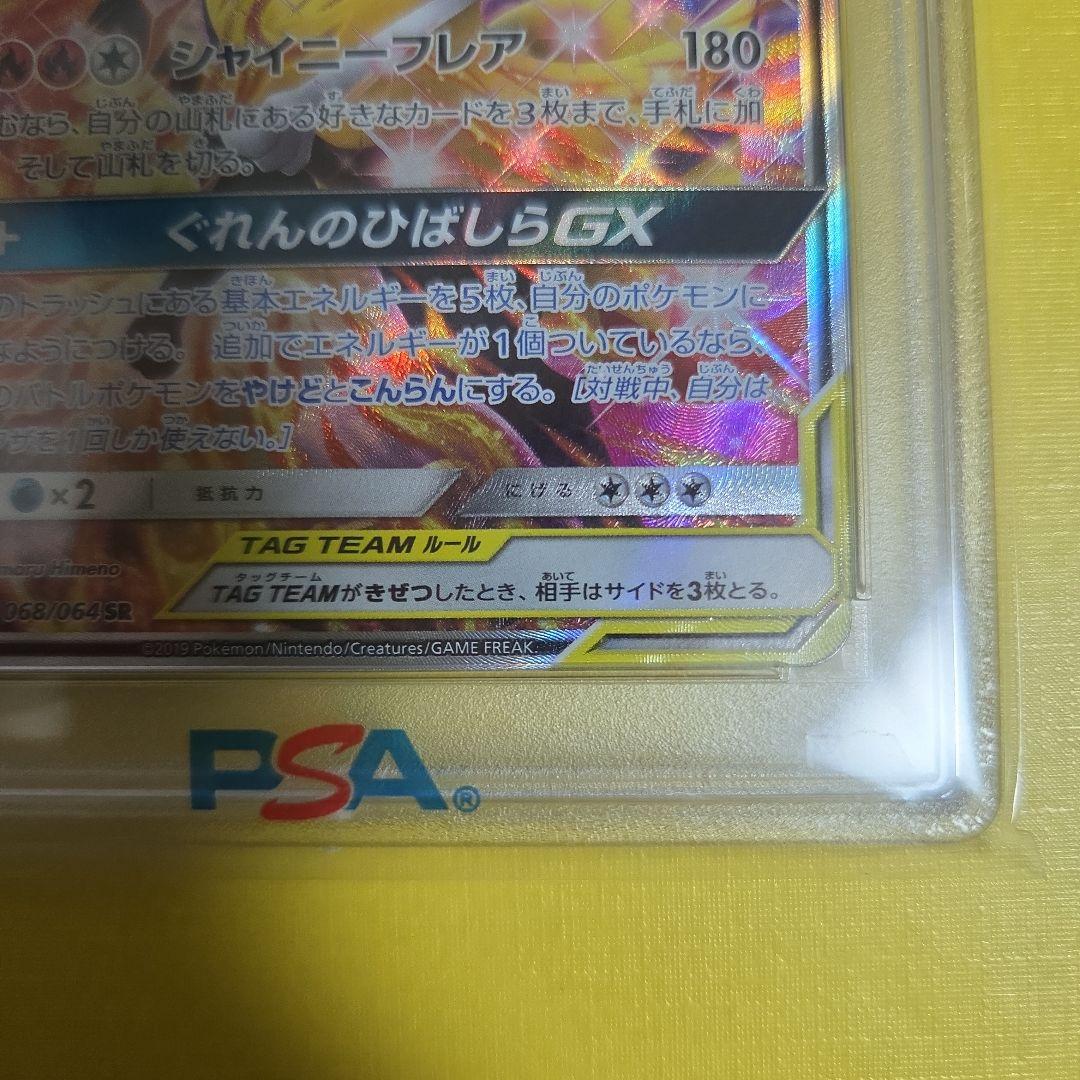 シャイニーフレア 180
むなら、自分の山札にある好きなカードを3枚まで、手札に加
そして山札を切る。
+ ぐれんのひばしらGX
のトラッシュにある基本エネルギーを5枚、自分のポケモンに
なようにつける。 追加でエネルギーが1個ついているなら、
のバトルポケモンをやけどとこんらんにする。[対戦中、自分は
ワザを1回しか使えない。]
×2 抵抗力 にげる
TAG TEAM ルール
moru Himeno
TAG TEAMがきぜつしたとき、相手はサイドを3枚とる。
068/064 SR
©2019 Pokémon/Nintendo/Creatures/GAME FREAK.
PSA®